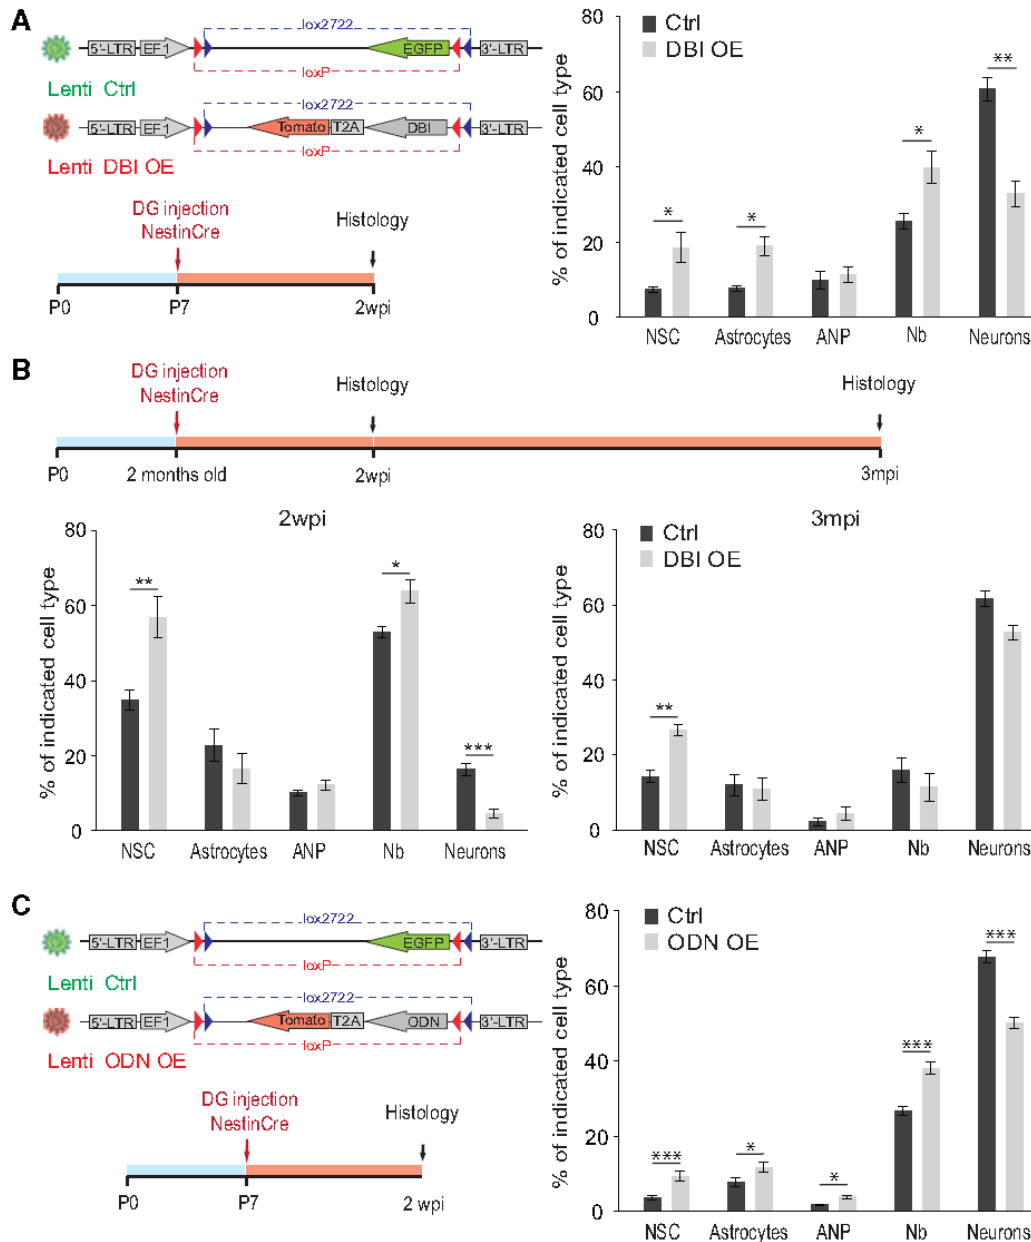 A
lox2722
5'-LTR EF1 EGFP 3'-LTR
Lenti Ctrl
loxP
lox2722
5'-LTR EF1 Tomato T2A DBI 3'-LTR
Lenti DBI OE
loxP
DG injection
NestinCre
Histology
P0 P7 2wpi
Ctrl
DBI OE
% of indicated cell type
80
60
40
20
0
* * * **
NSC Astrocytes ANP Nb Neurons
B
DG injection
NestinCre
Histology
Histology
P0 2 months old 2wpi 3mpi
2wpi
% of indicated cell type
80
60
40
20
0
** * ***
NSC Astrocytes ANP Nb Neurons
3mpi
Ctrl
DBI OE
% of indicated cell type
80
60
40
20
0
**
NSC Astrocytes ANP Nb Neurons
C
lox2722
5'-LTR EF1 EGFP 3'-LTR
Lenti Ctrl
loxP
lox2722
5'-LTR EF1 Tomato T2A ODN 3'-LTR
Lenti ODN OE
loxP
DG injection
NestinCre
Histology
P0 P7 2 wpi
Ctrl
ODN OE
% of indicated cell type
80
60
40
20
0
*** * * *** ***
NSC Astrocytes ANP Nb Neurons